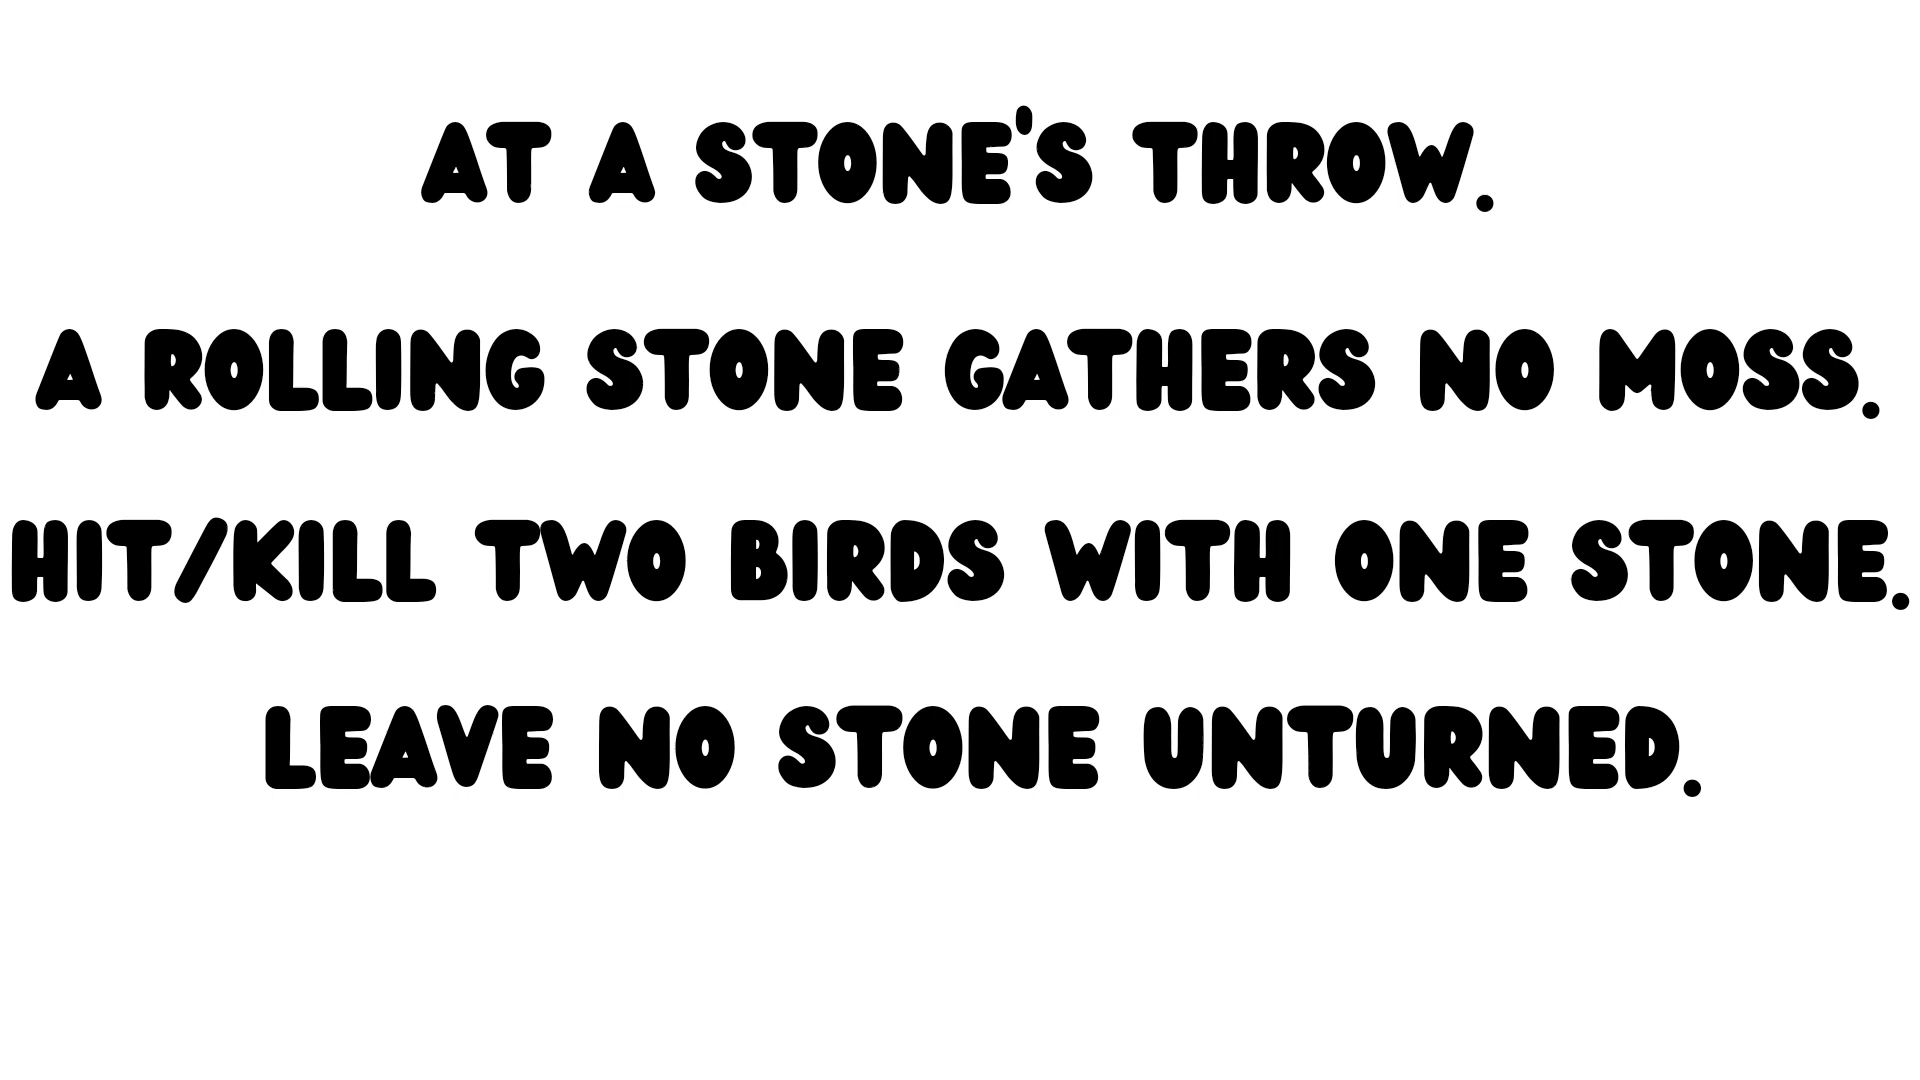 AT A STONE'S THROW.
A ROLLING STONE GATHERS NO MOSS.
HIT/KILL TWO BIRDS WITH ONE STONE.
LEAVE NO STONE UNTURNED.